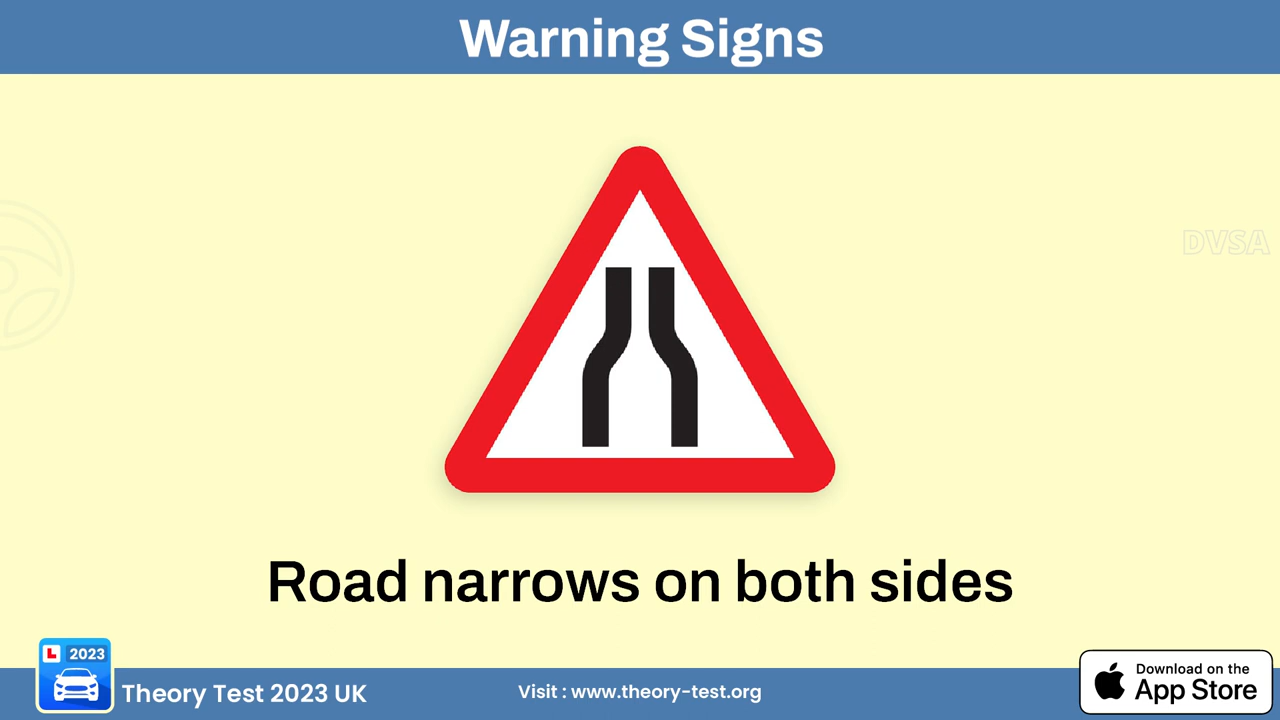 Warning Signs
DVSA
Road narrows on both sides
L 2023
Theory Test 2023 UK
Visit : www.theory-test.org
Download on the
App Store